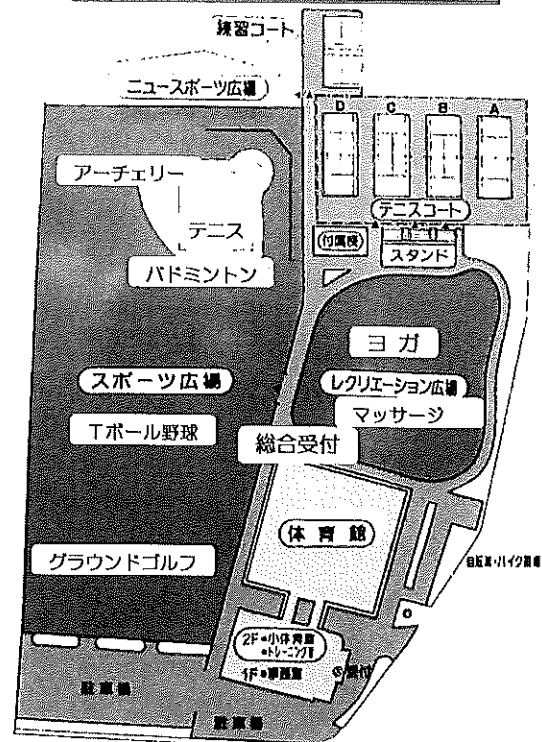 練習コート
ニュースポーツ広場
D C B A
アーチェリー
テニス
バドミントン
テニスコート
付属棟
スタンド
ヨガ
レクリエーション広場
マッサージ
スポーツ広場
Tボール野球
総合受付
体育館
グラウンドゴルフ
自転車・バイク置場
2F●小体育室
●トレーニング室
1F●事務室
受付
駐車場
駐車場